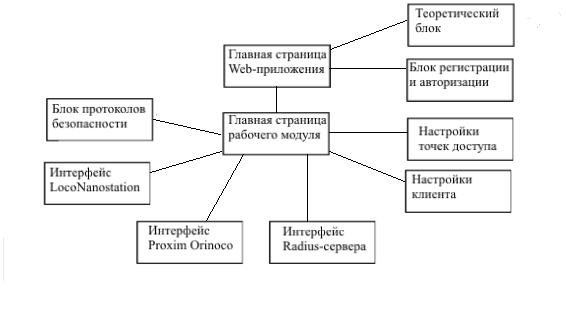 Теоретический
блок
Главная страница
Web-приложения
Блок регистрации
и авторизации
Блок протоколов
безопасности
Главная страница
рабочего модуля
Настройки
точек доступа
Интерфейс
LocoNanostation
Настройки
клиента
Интерфейс
Proxim Orinoco
Интерфейс
Radius-сервера